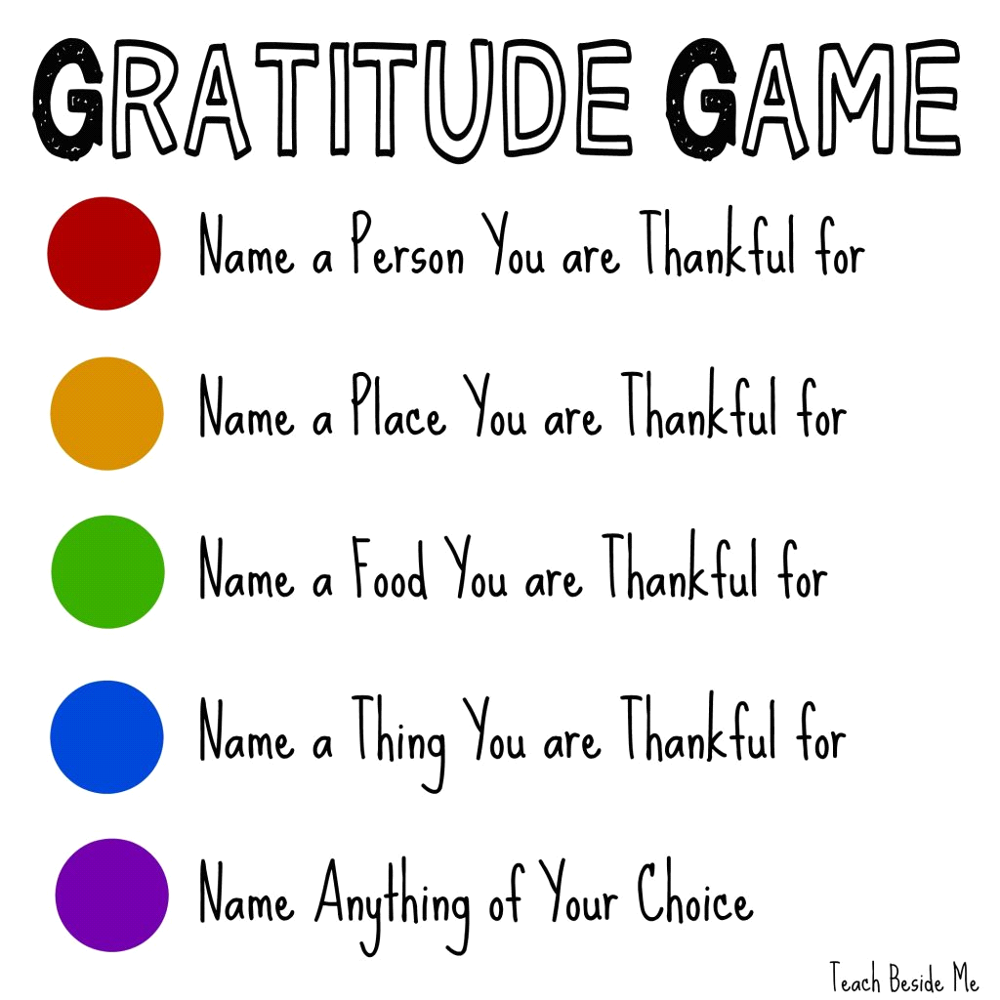 GRATITUDE GAME
Name a Person You are Thankful for
Name a Place You are Thankful for
Name a Food You are Thankful for
Name a Thing You are Thankful for
Name Anything of Your Choice
Teach Beside Me